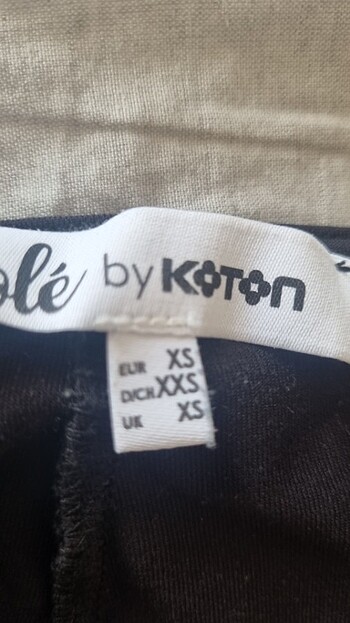 olé by KOTON
EUR XS
D/CH XXS
UK XS